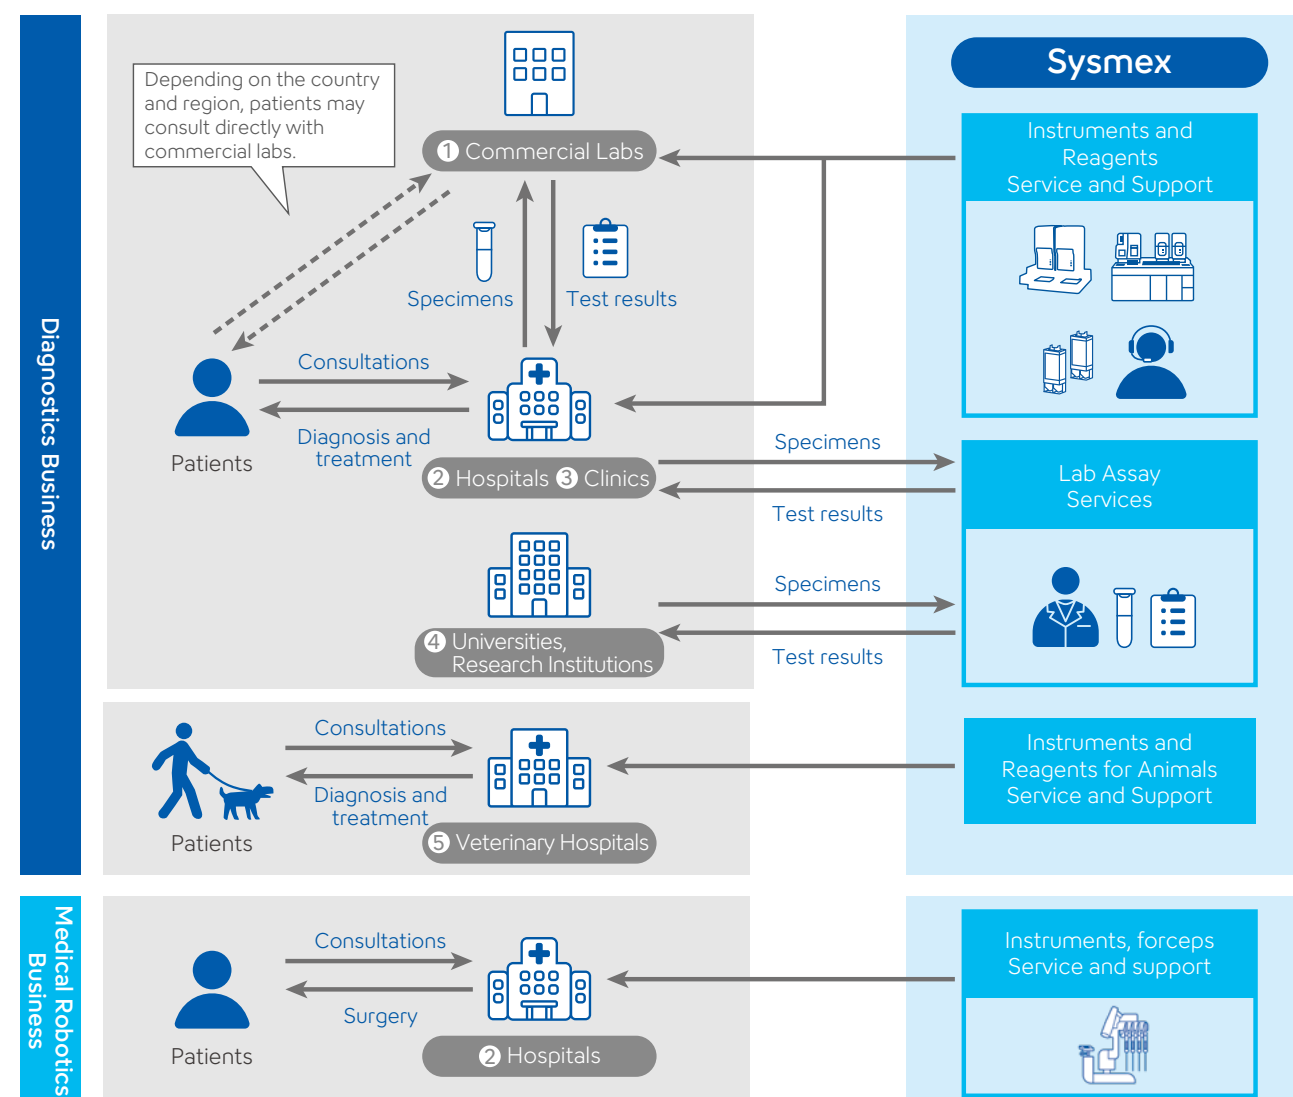 Diagnostics Business
Depending on the country
and region, patients may
consult directly with
commercial labs.
1 Commercial Labs
Specimens
Test results
Consultations
Diagnosis and
treatment
Patients
2 Hospitals 3 Clinics
4 Universities,
Research Institutions
Specimens
Test results
Specimens
Test results
Sysmex
Instruments and
Reagents
Service and Support
Lab Assay
Services
Consultations
Diagnosis and
treatment
Patients
5 Veterinary Hospitals
Instruments and
Reagents for Animals
Service and Support
Medical Robotics
Business
Consultations
Surgery
Patients
2 Hospitals
Instruments, forceps
Service and support